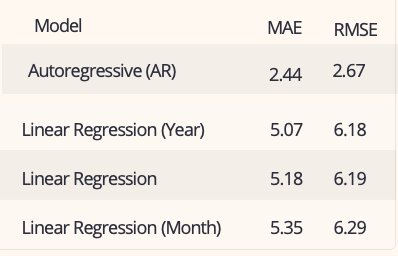 Model MAE RMSE
Autoregressive (AR) 2.44 2.67
Linear Regression (Year) 5.07 6.18
Linear Regression 5.18 6.19
Linear Regression (Month) 5.35 6.29